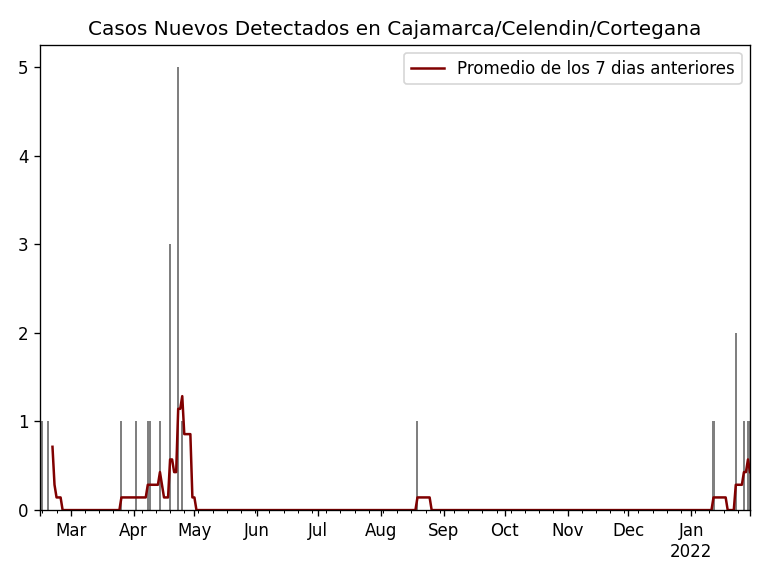 Casos Nuevos Detectados en Cajamarca/Celendin/Cortegana
Promedio de los 7 dias anteriores
5
4
3
2
1
0
Mar Apr May Jun Jul Aug Sep Oct Nov Dec Jan
2022